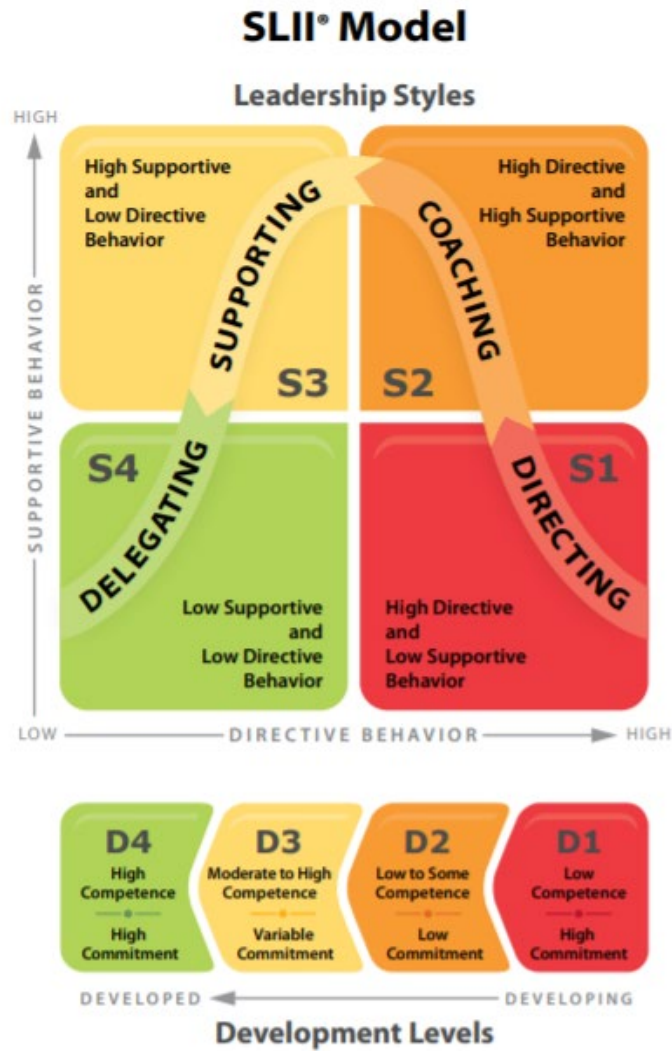 SLII® Model
Leadership Styles
HIGH
High Supportive
and
Low Directive
Behavior
SUPPORTING
S3
High Directive
and
High Supportive
Behavior
COACHING
S2
SUPPORTIVE BEHAVIOR
S4
DELEGATING
Low Supportive
and
Low Directive
Behavior
S1
DIRECTING
High Directive
and
Low Supportive
Behavior
LOW
DIRECTIVE BEHAVIOR
HIGH
D4
High
Competence
High
Commitment
D3
Moderate to High
Competence
Variable
Commitment
D2
Low to Some
Competence
Low
Commitment
D1
Low
Competence
High
Commitment
DEVELOPED
DEVELOPING
Development Levels